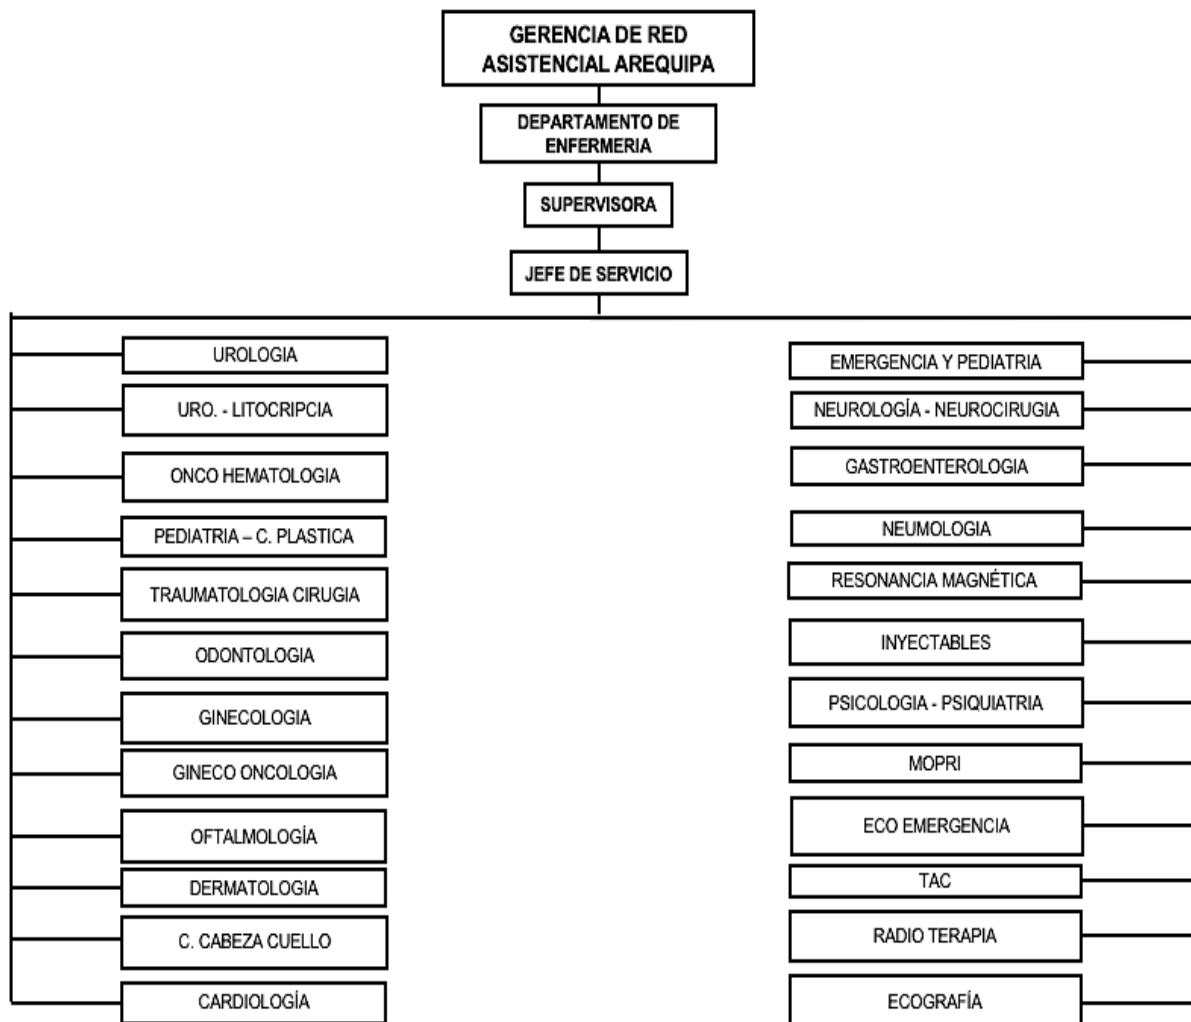 GERENCIA DE RED
ASISTENCIAL AREQUIPA
DEPARTAMENTO DE
ENFERMERIA
SUPERVISORA
JEFE DE SERVICIO
UROLOGIA
URO. - LITOCRIPCIA
ONCO HEMATOLOGIA
PEDIATRIA – C. PLASTICA
TRAUMATOLOGIA CIRUGIA
ODONTOLOGIA
GINECOLOGIA
GINECO ONCOLOGIA
OFTALMOLOGÍA
DERMATOLOGIA
C. CABEZA CUELLO
CARDIOLOGÍA
EMERGENCIA Y PEDIATRIA
NEUROLOGÍA - NEUROCIRUGIA
GASTROENTEROLOGIA
NEUMOLOGIA
RESONANCIA MAGNÉTICA
INYECTABLES
PSICOLOGIA - PSIQUIATRIA
MOPRI
ECO EMERGENCIA
TAC
RADIO TERAPIA
ECOGRAFÍA